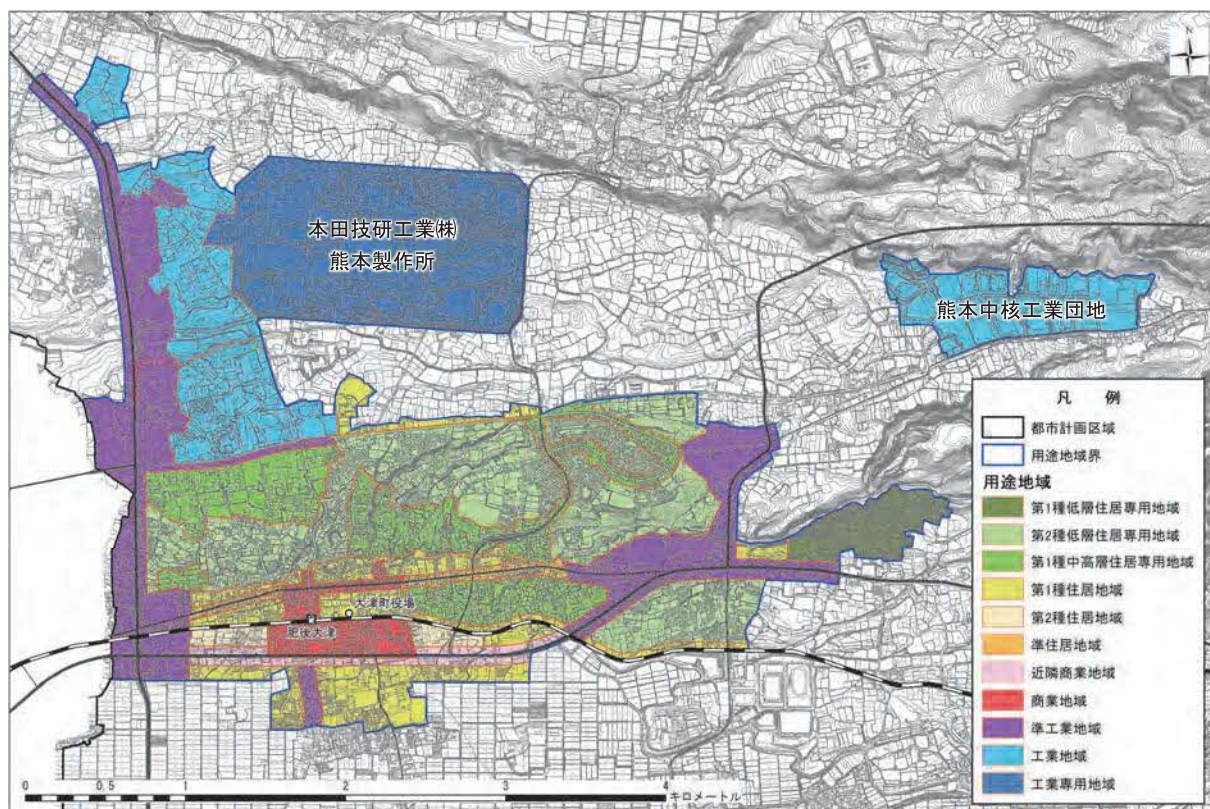 N
本田技研工業㈱
熊本製作所
熊本中核工業団地
大津町役場
肥後大津
凡　例
都市計画区域
用途地域界
用途地域
第1種低層住居専用地域
第2種低層住居専用地域
第1種中高層住居専用地域
第1種住居地域
第2種住居地域
準住居地域
近隣商業地域
商業地域
準工業地域
工業地域
工業専用地域
0 0.5 1 2 3 4
キロメートル